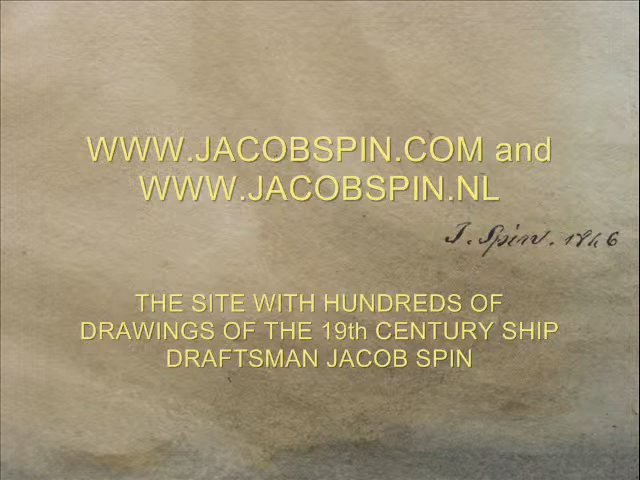 WWW.JACOBSPIN.COM and
WWW.JACOBSPIN.NL
J. Spin. 1846
THE SITE WITH HUNDREDS OF
DRAWINGS OF THE 19th CENTURY SHIP
DRAFTSMAN JACOB SPIN